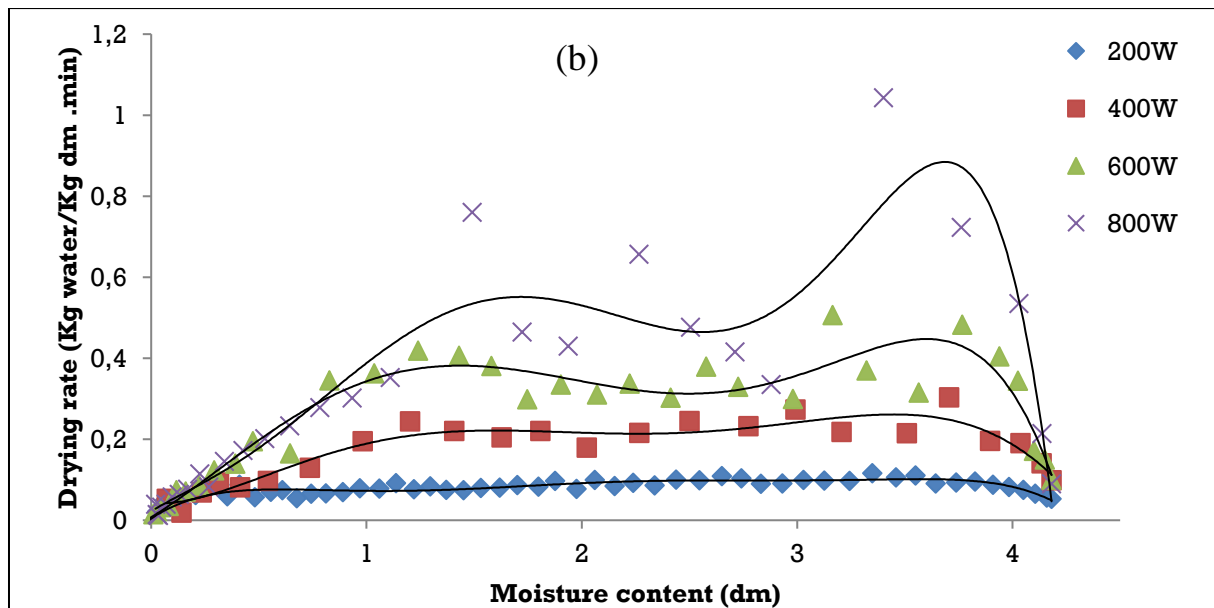 (b)
1,2
1
0,8
0,6
0,4
0,2
0
Drying rate (Kg water/Kg dm .min)
0
1
2
3
4
Moisture content (dm)
200W
400W
600W
800W